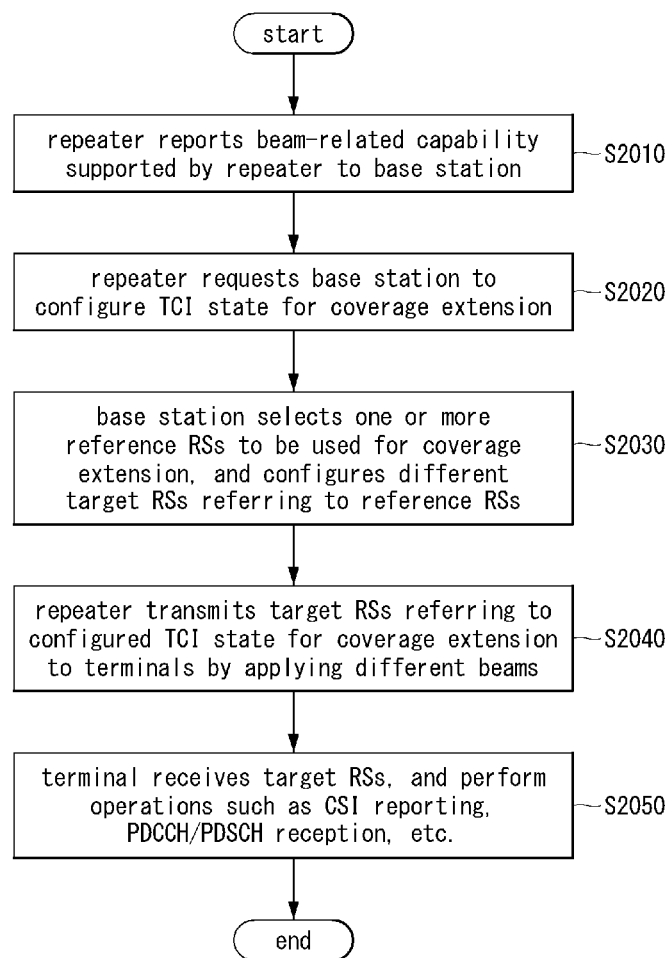 start
repeater reports beam-related capability
supported by repeater to base station
S2010
repeater requests base station to
configure TCI state for coverage extension
S2020
base station selects one or more
reference RSs to be used for coverage
extension, and configures different
target RSs referring to reference RSs
S2030
repeater transmits target RSs referring to
configured TCI state for coverage extension
to terminals by applying different beams
S2040
terminal receives target RSs, and perform
operations such as CSI reporting,
PDCCH/PDSCH reception, etc.
S2050
end